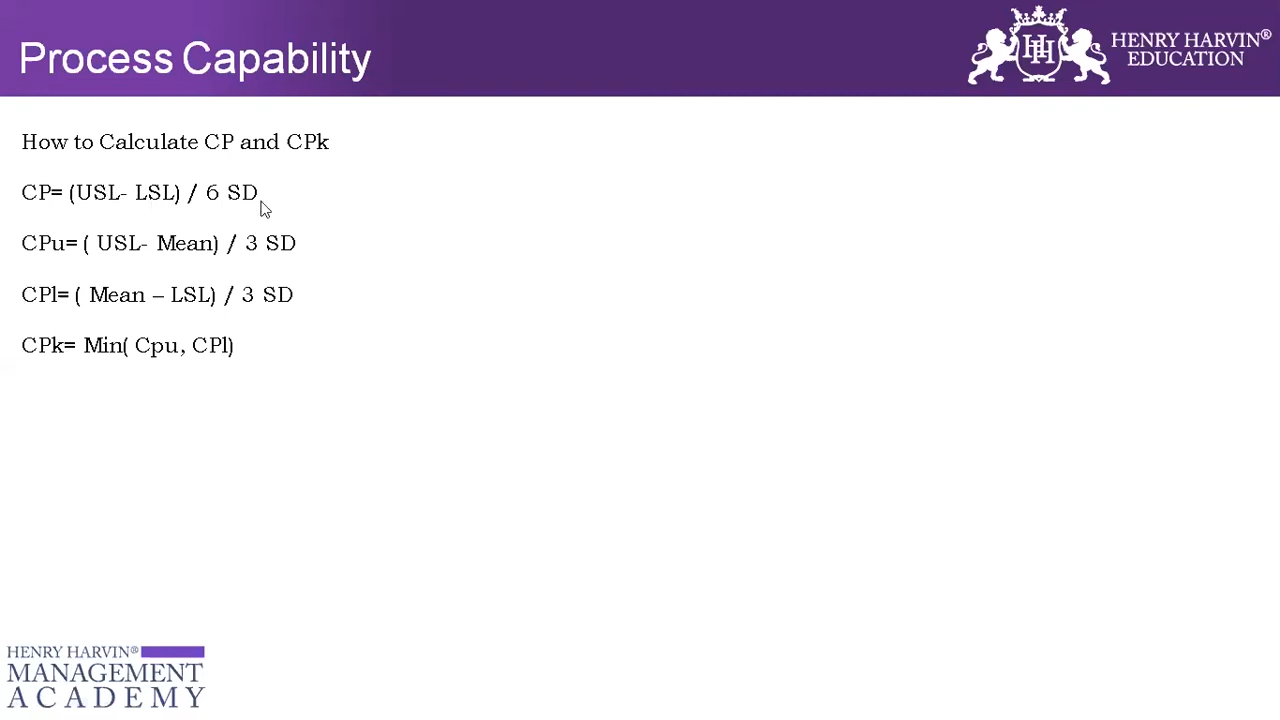 Process Capability
HENRY HARVIN®
EDUCATION
How to Calculate CP and CPk
CP= (USL- LSL) / 6 SD
CPu= ( USL- Mean) / 3 SD
CPl= ( Mean – LSL) / 3 SD
CPk= Min( Cpu, CPl)
HENRY HARVIN®
MANAGEMENT
ACADEMY